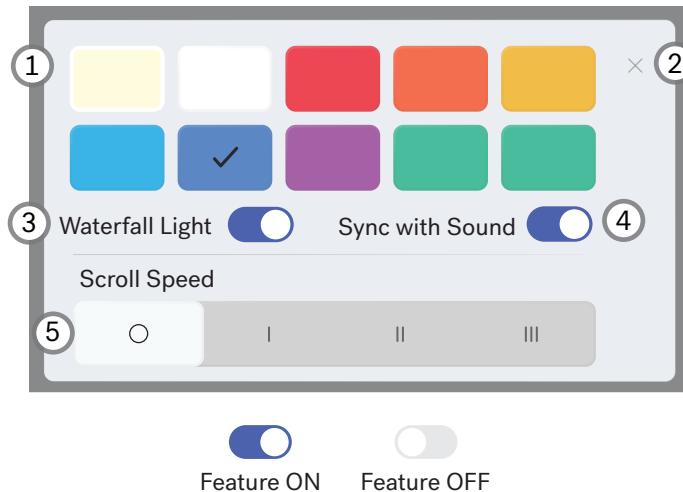 1
2
3
Waterfall Light
Sync with Sound
4
Scroll Speed
5
O
I
II
III
Feature ON
Feature OFF